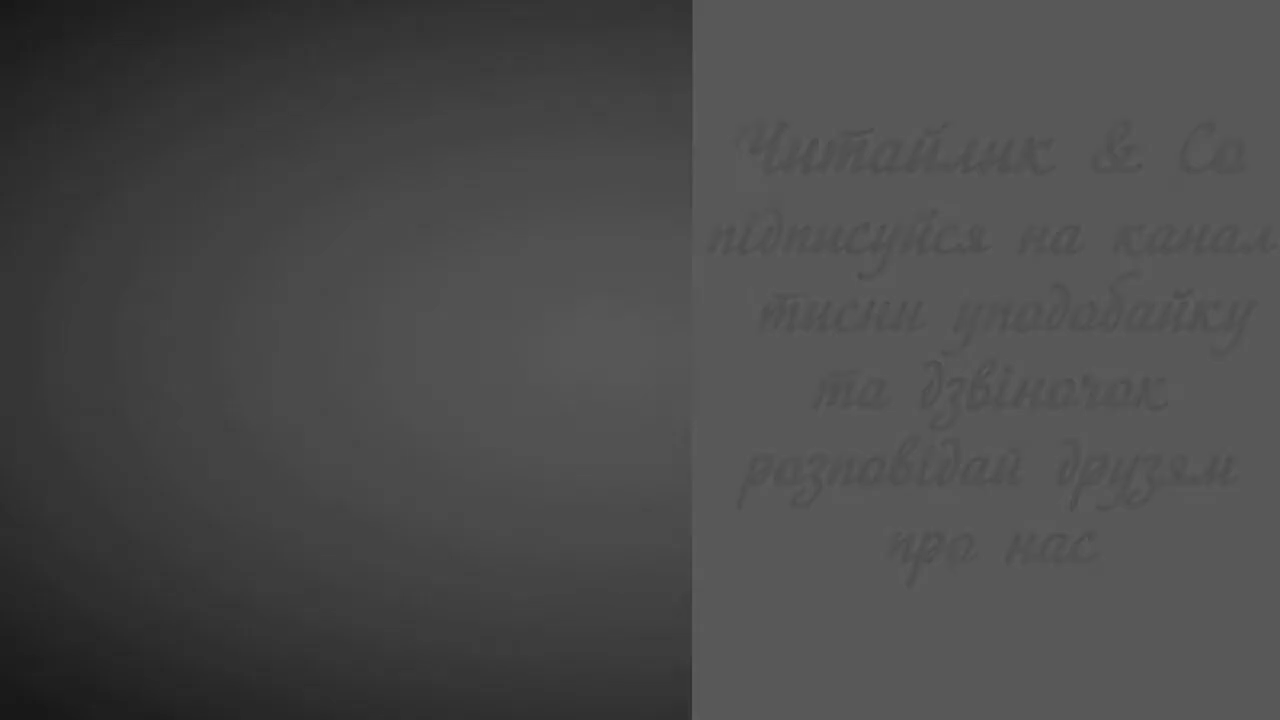 Читайлик & Co
підписуйся на канал
тисни уподобайку
та дзвіночок
розповідай друзям
про нас